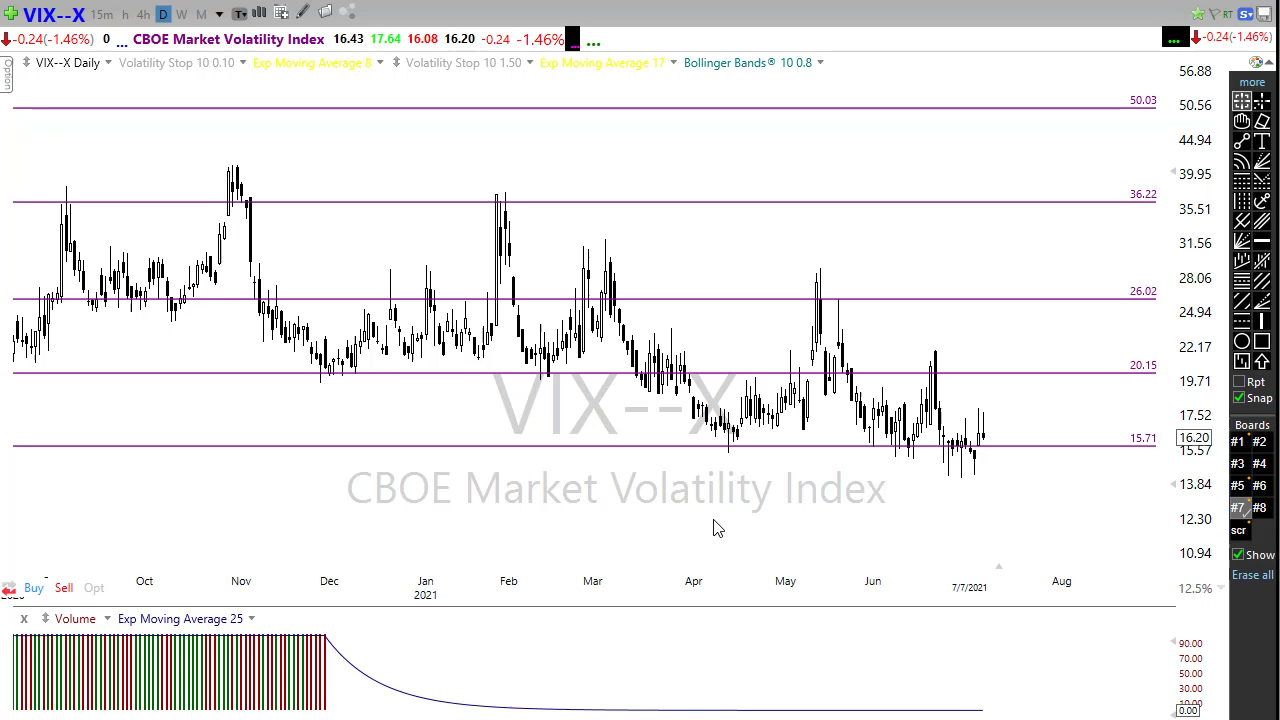 VIX--X 15m h 4h D W M T
-0.24(-1.46%) 0 ... CBOE Market Volatility Index 16.43 17.64 16.08 16.20 -0.24 -1.46% ... ... ... -0.24(-1.46%)
RT S
Option
VIX--X Daily Volatility Stop 10 0.10 Exp Moving Average 8 Volatility Stop 10 1.50 Exp Moving Average 17 Bollinger Bands® 10 0.8
more
56.88
50.03
50.56
44.94
39.95
36.22
35.51
31.56
28.06
26.02
24.94
22.17
20.15
19.71
17.52
16.20
15.71
15.57
13.84
12.30
10.94
VIX--X
CBOE Market Volatility Index
T
Rpt
Snap
Boards
#1 #2
#3 #4
#5 #6
#7 #8
scr
Show
Erase all
Oct Nov Dec Jan Feb Mar Apr May Jun 7/7/2021 Aug
2021
Buy Sell Opt
12.5%
X Volume Exp Moving Average 25
90.00
70.00
50.00
30.00
0.00